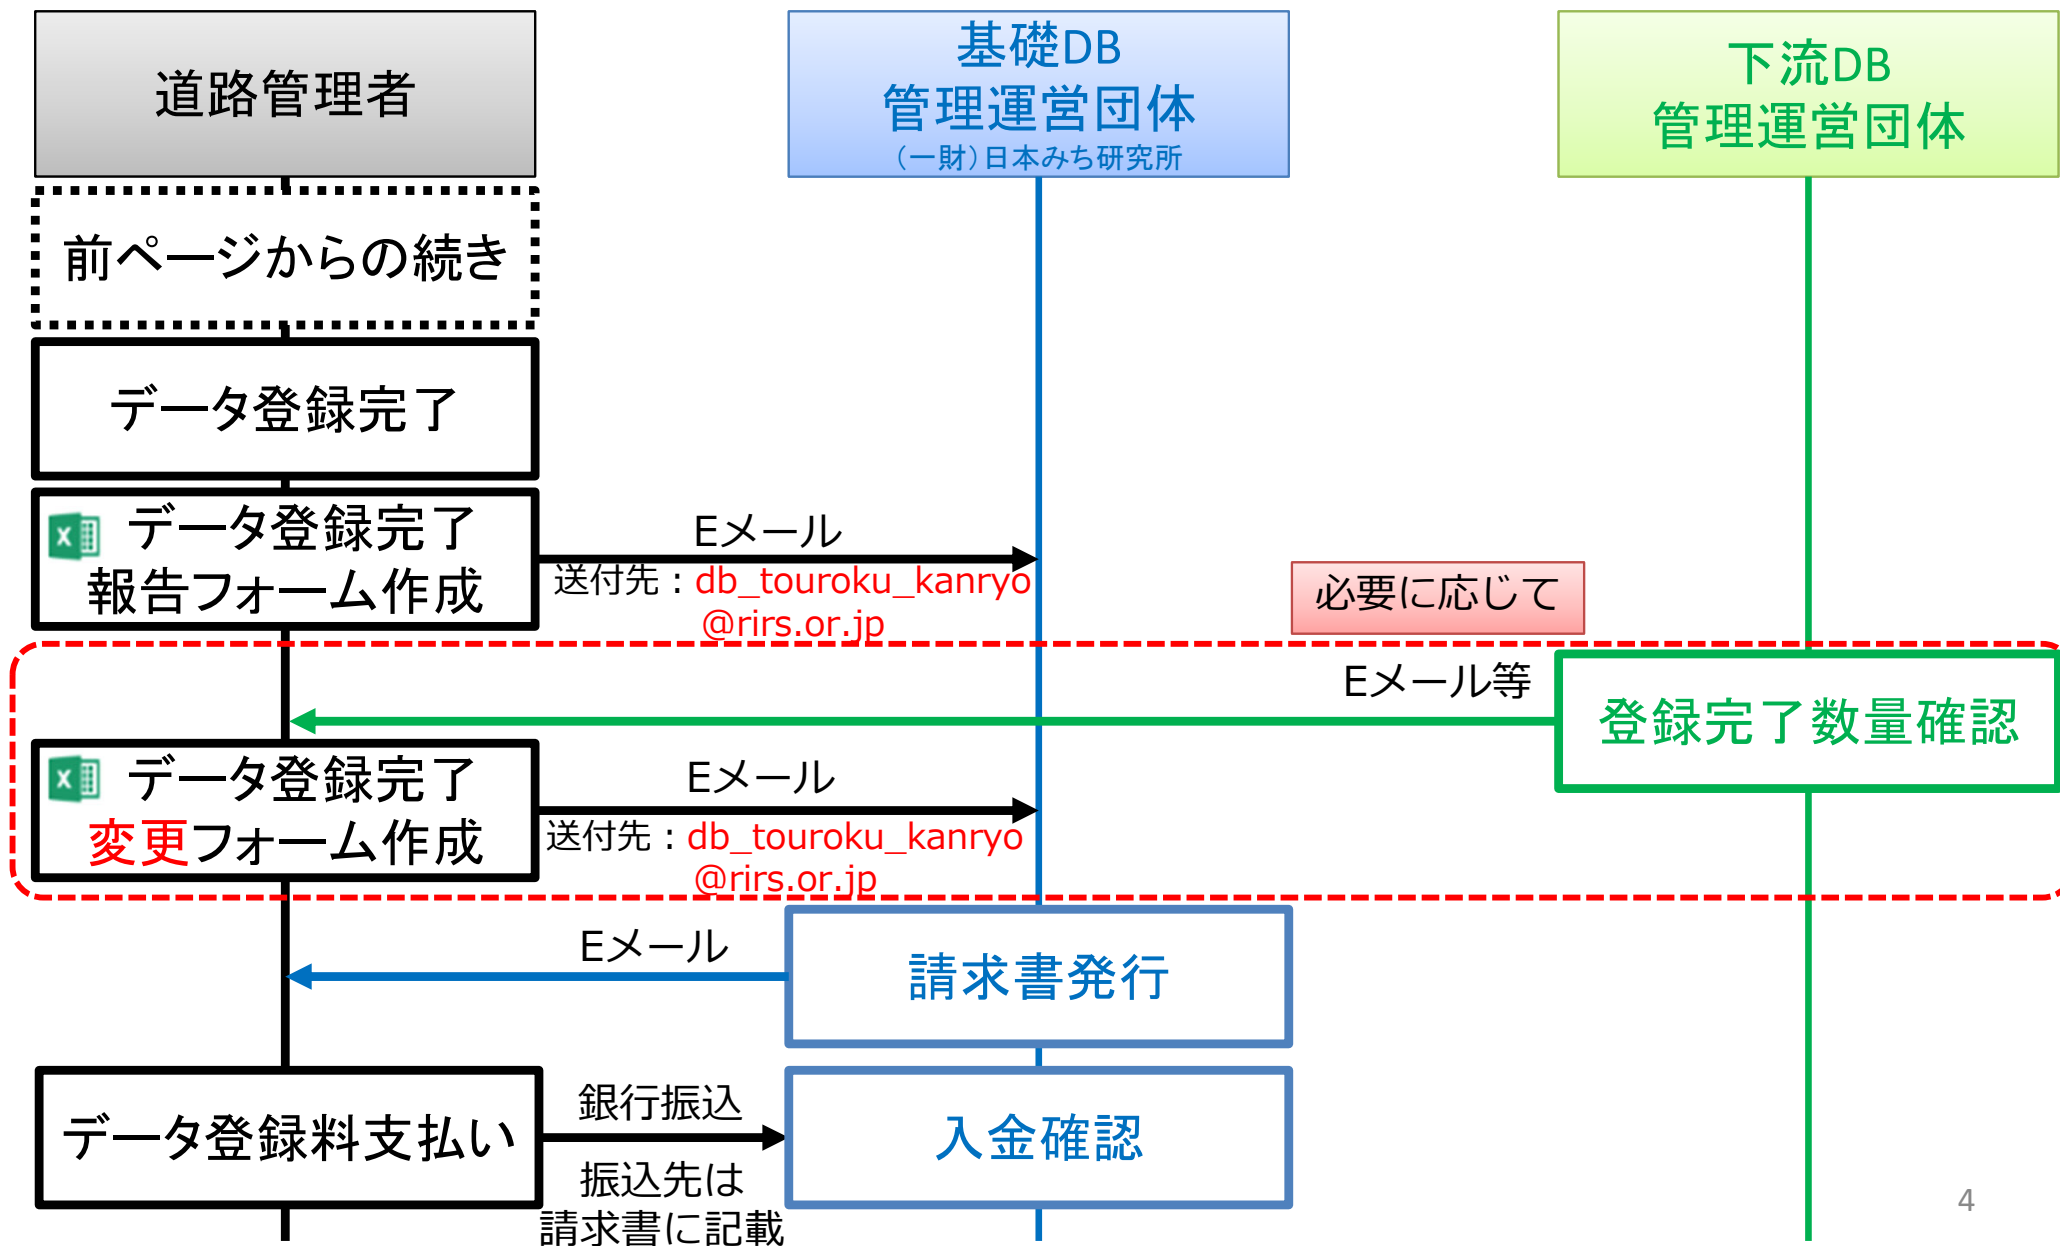 道路管理者
基礎DB
管理運営団体
（一財）日本みち研究所
下流DB
管理運営団体
前ページからの続き
データ登録完了
データ登録完了
報告フォーム作成
Eメール
送付先：db_touroku_kanryo
@rirs.or.jp
必要に応じて
Eメール等
登録完了数量確認
データ登録完了
変更フォーム作成
Eメール
送付先：db_touroku_kanryo
@rirs.or.jp
Eメール
請求書発行
データ登録料支払い
銀行振込
振込先は
請求書に記載
入金確認
4